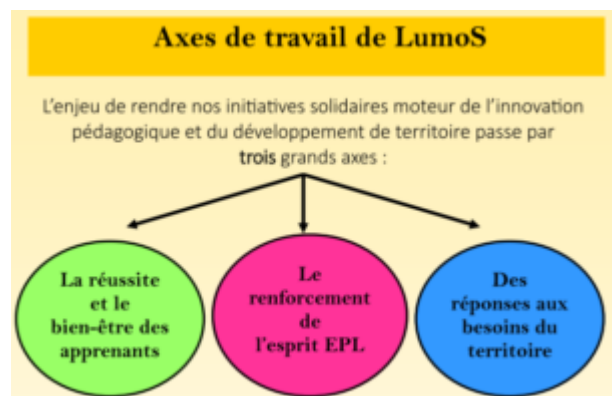 Axes de travail de LumoS
L'enjeu de rendre nos initiatives solidaires moteur de l'innovation
pédagogique et du développement de territoire passe par
trois grands axes :
La réussite
et le
bien-être des
apprenants
Le
renforcement
de
l'esprit EPL
Des
réponses aux
besoins du
territoire